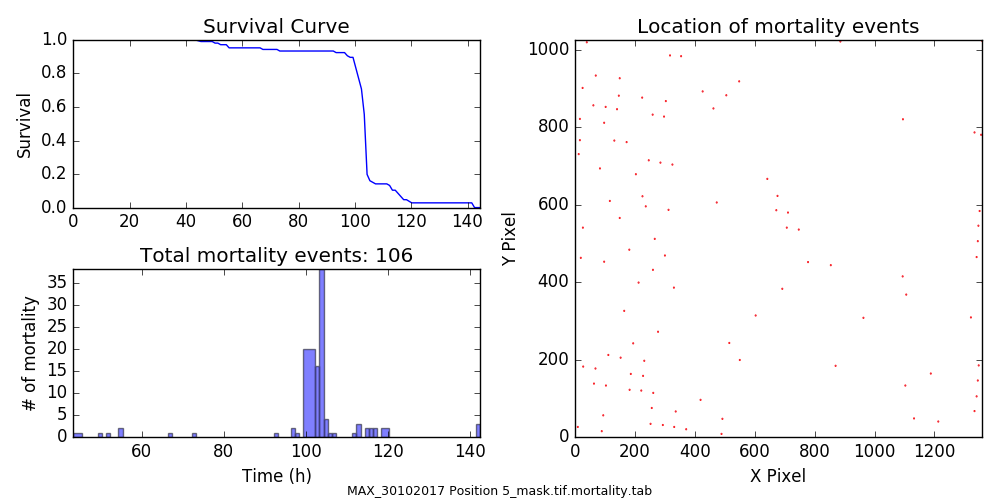 Survival Curve
1.0
0.8
0.6
0.4
0.2
0.0
Survival
0 20 40 60 80 100 120 140
Total mortality events: 106
35
30
25
20
15
10
5
0
# of mortality
60 80 100 120 140
Time (h)
Location of mortality events
1000
800
600
400
200
0
Y Pixel
0 200 400 600 800 1000 1200
X Pixel
MAX_30102017 Position 5_mask.tif.mortality.tab